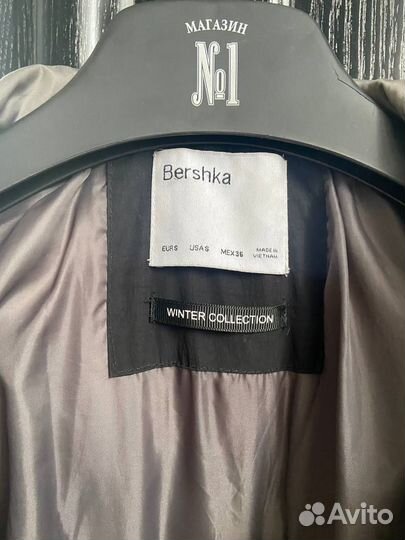 МАГАЗИН
№1
Bershka
EUR S USA S MEX 36 MADE IN
VIETNAM
WINTER COLLECTION
Avito